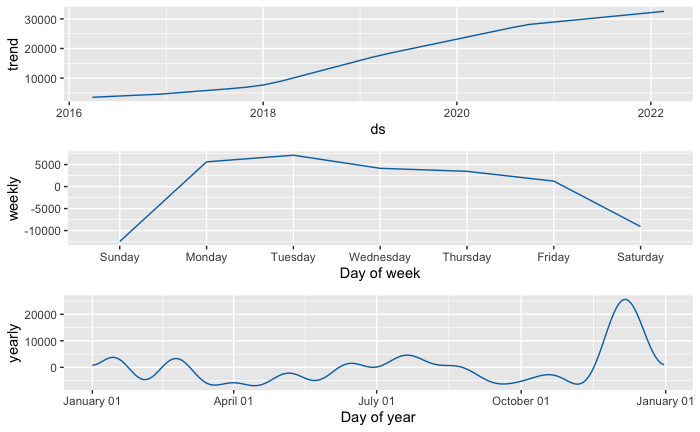 trend
30000
20000
10000
2016 2018 2020 2022
ds
weekly
5000
0
-5000
-10000
Sunday Monday Tuesday Wednesday Thursday Friday Saturday
Day of week
yearly
20000
10000
0
January 01 April 01 July 01 October 01 January 01
Day of year